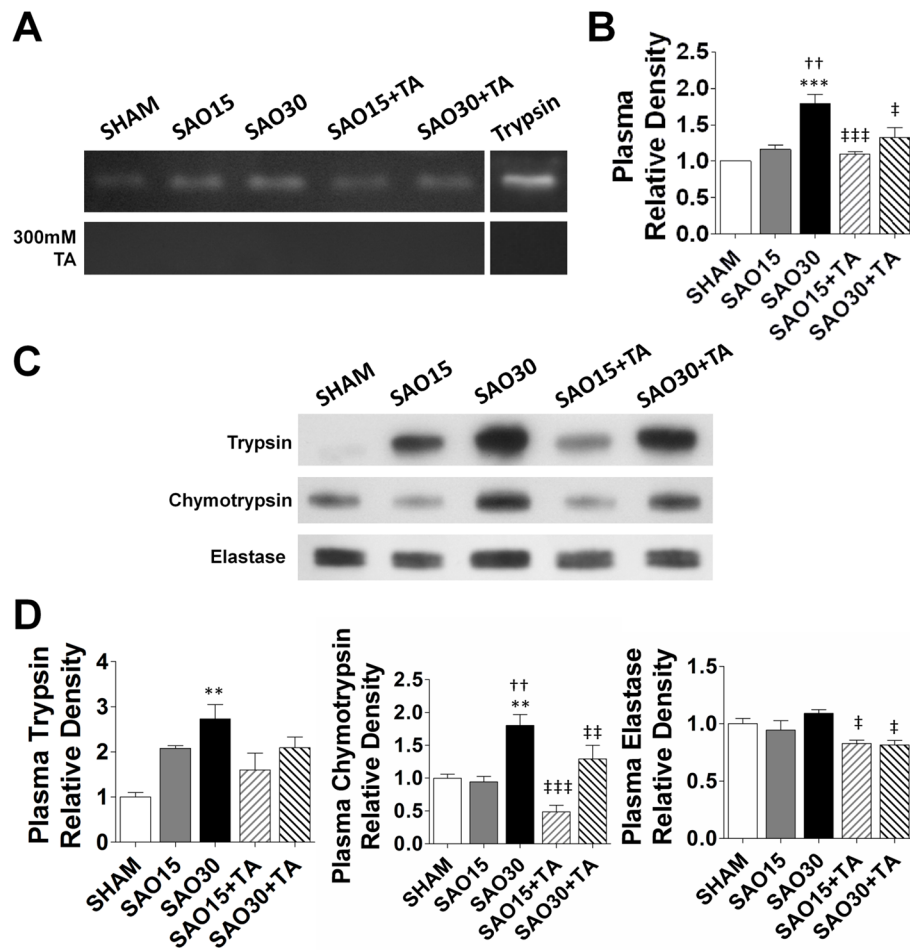 A
SHAM
SAO15
SAO30
SAO15+TA
SAO30+TA
Trypsin
300mM
TA
B
Plasma
Relative Density
2.5
2.0
1.5
1.0
0.5
0.0
††
***
‡‡‡
‡
SHAM
SAO15
SAO30
SAO15+TA
SAO30+TA
C
SHAM
SAO15
SAO30
SAO15+TA
SAO30+TA
Trypsin
Chymotrypsin
Elastase
D
Plasma Trypsin
Relative Density
4
3
2
1
0
**
SHAM
SAO15
SAO30
SAO15+TA
SAO30+TA
Plasma Chymotrypsin
Relative Density
2.5
2.0
1.5
1.0
0.5
0.0
††
**
‡‡‡
‡‡
SHAM
SAO15
SAO30
SAO15+TA
SAO30+TA
Plasma Elastase
Relative Density
1.5
1.0
0.5
0.0
‡
‡
SHAM
SAO15
SAO30
SAO15+TA
SAO30+TA